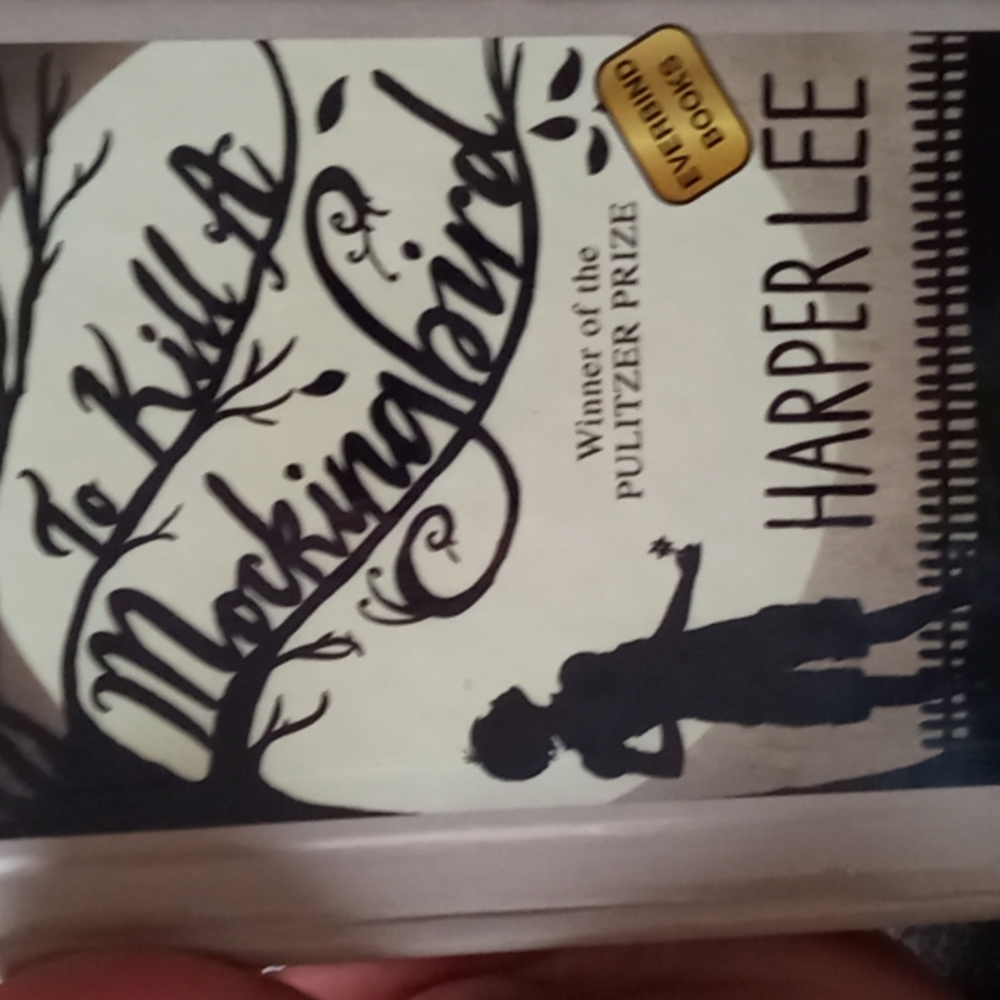 To Kill A
Mockingbird
Winner of the
PULITZER PRIZE
EVERBIND
BOOKS
HARPER LEE